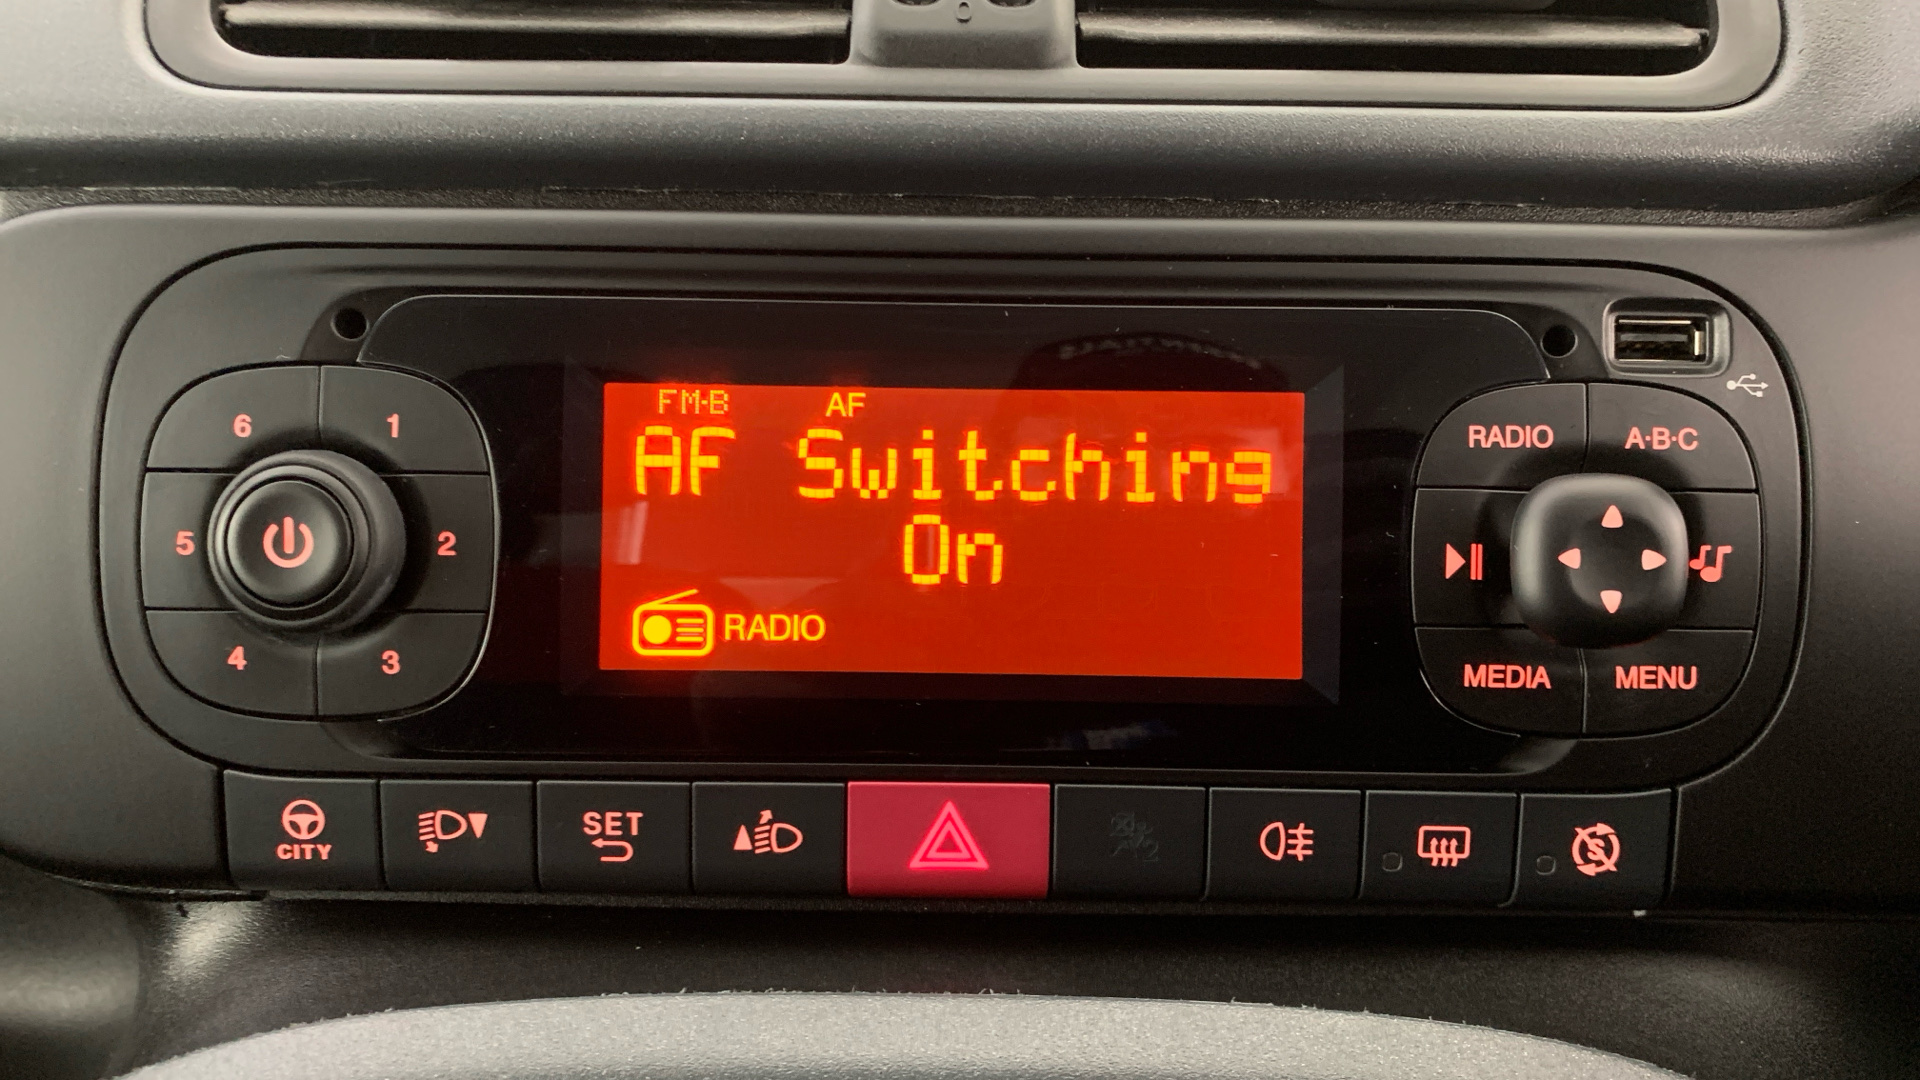 FM-B AF
AF Switching
On
RADIO
6 1
5 2
4 3
RADIO A·B·C
MEDIA MENU
CITY
SET
S